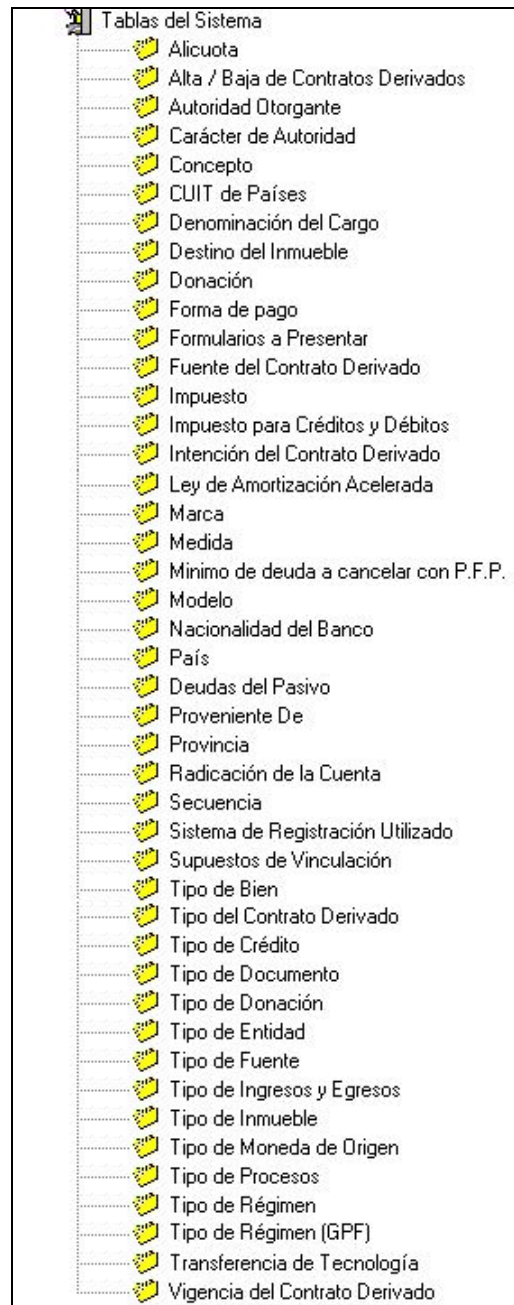 Tablas del Sistema
Alicuota
Alta / Baja de Contratos Derivados
Autoridad Otorgante
Carácter de Autoridad
Concepto
CUIT de Países
Denominación del Cargo
Destino del Inmueble
Donación
Forma de pago
Formularios a Presentar
Fuente del Contrato Derivado
Impuesto
Impuesto para Créditos y Débitos
Intención del Contrato Derivado
Ley de Amortización Acelerada
Marca
Medida
Minimo de deuda a cancelar con P.F.P.
Modelo
Nacionalidad del Banco
País
Deudas del Pasivo
Proveniente De
Provincia
Radicación de la Cuenta
Secuencia
Sistema de Registración Utilizado
Supuestos de Vinculación
Tipo de Bien
Tipo del Contrato Derivado
Tipo de Crédito
Tipo de Documento
Tipo de Donación
Tipo de Entidad
Tipo de Fuente
Tipo de Ingresos y Egresos
Tipo de Inmueble
Tipo de Moneda de Origen
Tipo de Procesos
Tipo de Régimen
Tipo de Régimen (GPF)
Transferencia de Tecnología
Vigencia del Contrato Derivado